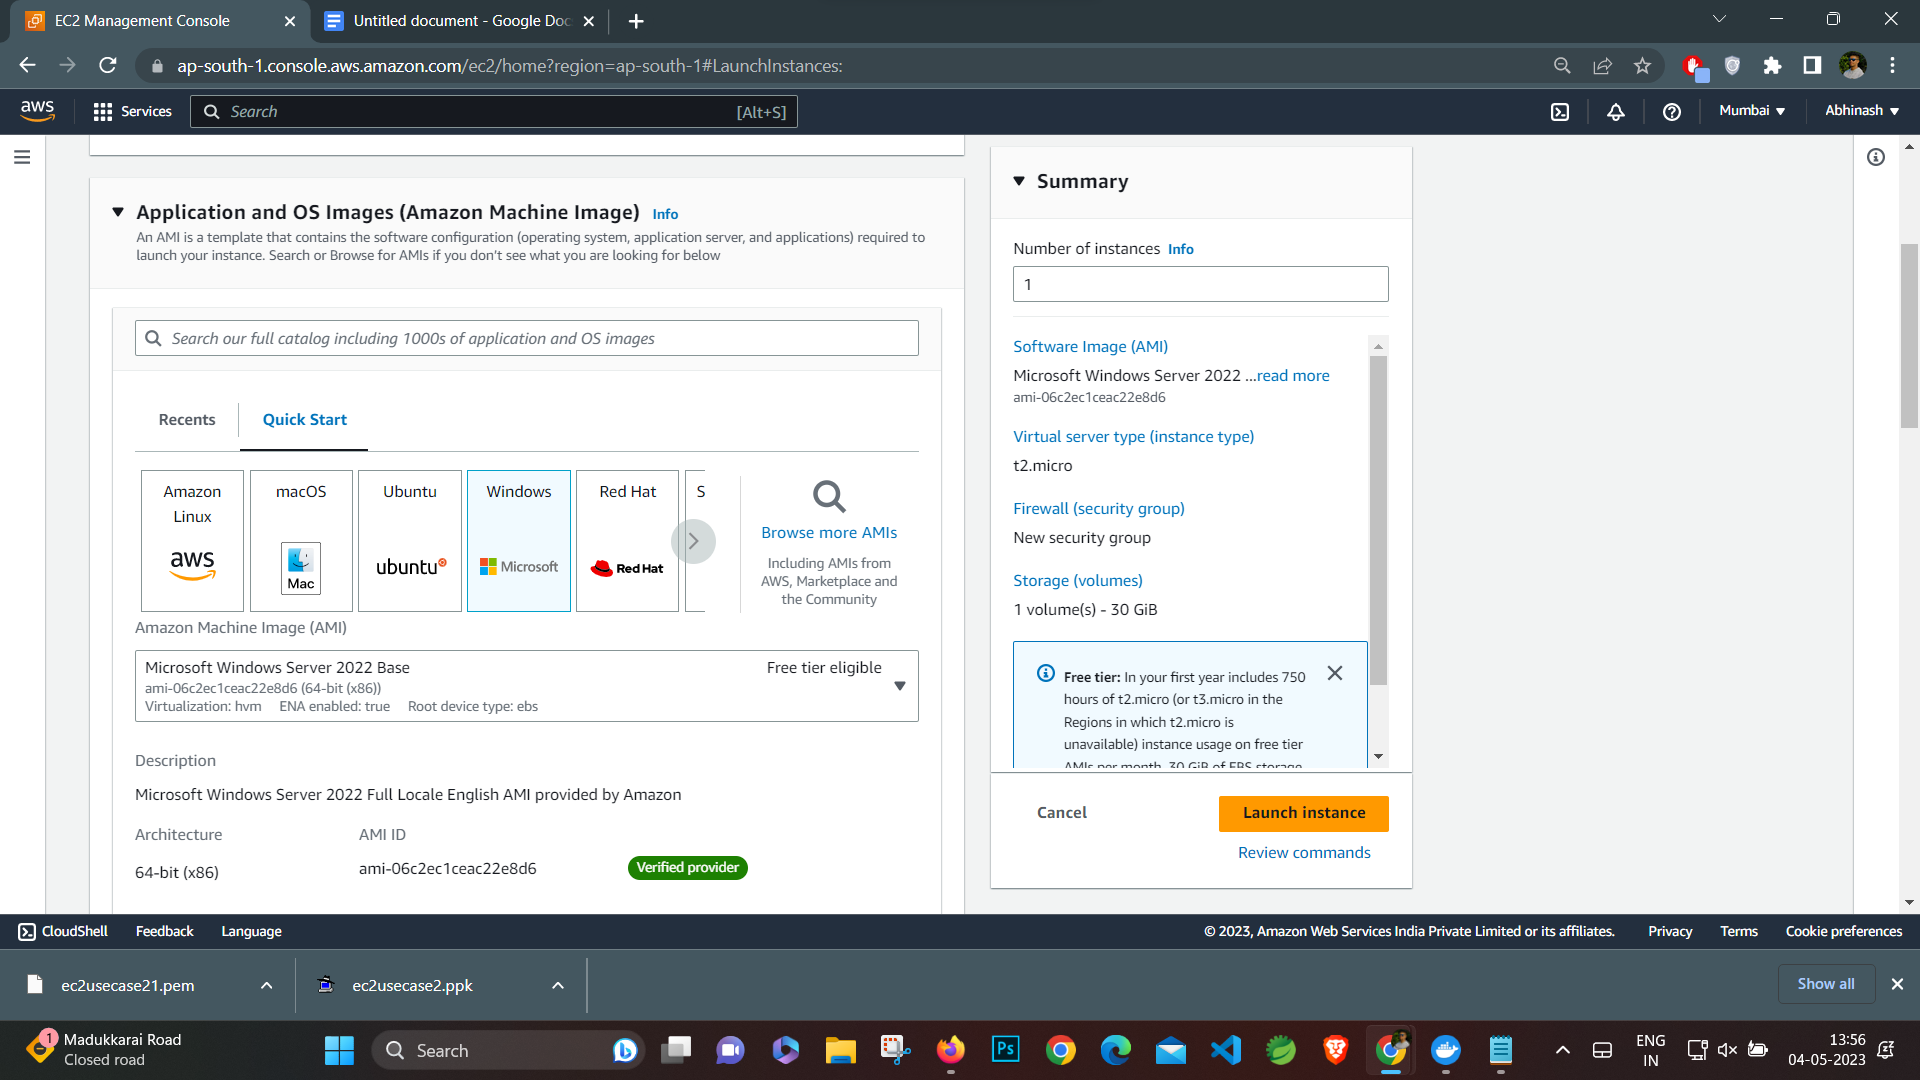 EC2 Management Console
Untitled document - Google Doc
ap-south-1.console.aws.amazon.com/ec2/home?region=ap-south-1#LaunchInstances:
aws
Services
Search
[Alt+S]
Mumbai
Abhinash
Application and OS Images (Amazon Machine Image) Info
An AMI is a template that contains the software configuration (operating system, application server, and applications) required to
launch your instance. Search or Browse for AMIs if you don't see what you are looking for below
Search our full catalog including 1000s of application and OS images
Recents
Quick Start
Amazon
Linux
aws
macOS
Mac
Ubuntu
ubuntu
Windows
Microsoft
Red Hat
Red Hat
S
Browse more AMIs
Including AMIs from
AWS, Marketplace and
the Community
Amazon Machine Image (AMI)
Microsoft Windows Server 2022 Base
Free tier eligible
ami-06c2ec1ceac22e8d6 (64-bit (x86))
Virtualization: hvm ENA enabled: true Root device type: ebs
Description
Microsoft Windows Server 2022 Full Locale English AMI provided by Amazon
Architecture
AMI ID
64-bit (x86)
ami-06c2ec1ceac22e8d6
Verified provider
Summary
Number of instances Info
1
Software Image (AMI)
Microsoft Windows Server 2022 ...read more
ami-06c2ec1ceac22e8d6
Virtual server type (instance type)
t2.micro
Firewall (security group)
New security group
Storage (volumes)
1 volume(s) - 30 GiB
Free tier: In your first year includes 750
hours of t2.micro (or t3.micro in the
Regions in which t2.micro is
unavailable) instance usage on free tier
AMIs per month, 30 GiB of EBS storage,
Cancel
Launch instance
Review commands
CloudShell
Feedback
Language
© 2023, Amazon Web Services India Private Limited or its affiliates.
Privacy
Terms
Cookie preferences
ec2usecase21.pem
ec2usecase2.ppk
Show all
1
Madukkarai Road
Closed road
Search
Ps
ENG
IN
13:56
04-05-2023